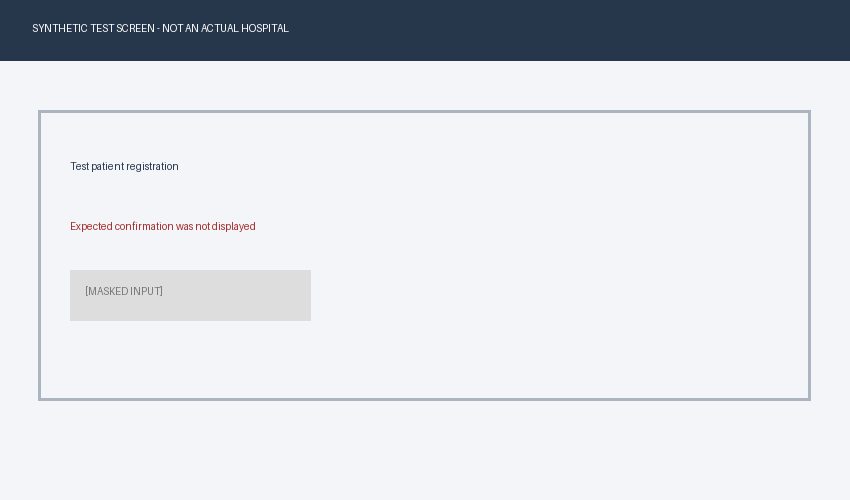 SYNTHETIC TEST SCREEN - NOT AN ACTUAL HOSPITAL
Test patient registration
Expected confirmation was not displayed
[MASKED INPUT]